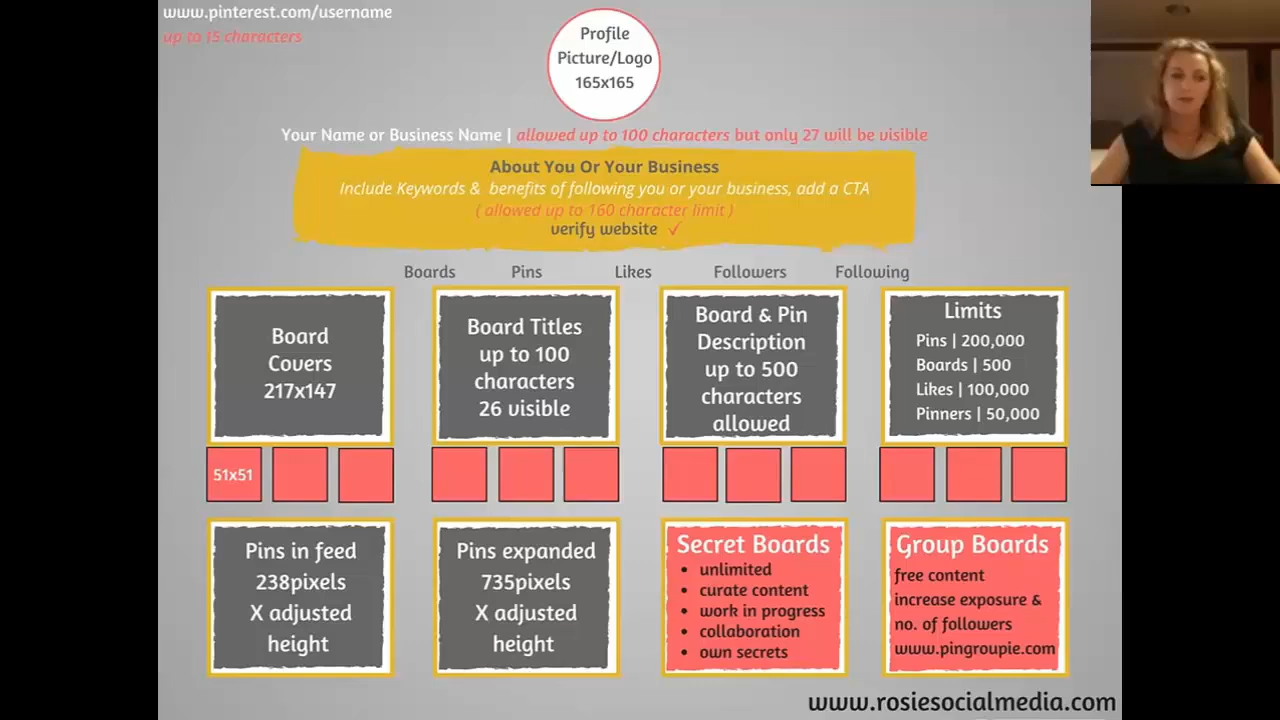 www.pinterest.com/username
up to 15 characters
Profile
Picture/Logo
165x165
Your Name or Business Name | allowed up to 100 characters but only 27 will be visible
About You Or Your Business
Include Keywords & benefits of following you or your business, add a CTA
( allowed up to 160 character limit )
verify website ✓
Boards Pins Likes Followers Following
Board
Covers
217x147
Board Titles
up to 100
characters
26 visible
Board & Pin
Description
up to 500
characters
allowed
Limits
Pins | 200,000
Boards | 500
Likes | 100,000
Pinners | 50,000
51x51
Pins in feed
238pixels
X adjusted
height
Pins expanded
735pixels
X adjusted
height
Secret Boards
• unlimited
• curate content
• work in progress
• collaboration
• own secrets
Group Boards
free content
increase exposure &
no. of followers
www.pingroupie.com
www.rosiesocialmedia.com